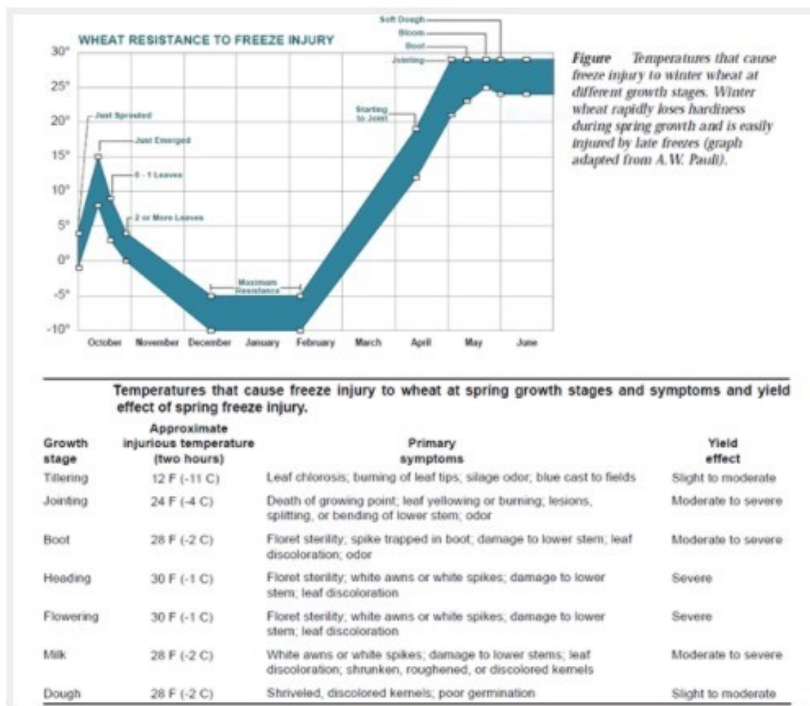 WHEAT RESISTANCE TO FREEZE INJURY
Soft Dough
Bloom
Boot
Jointing
Starting
to Joint
Just Sprouted
Just Emerged
0 - 1 Leaves
2 or More Leaves
Maximum
Resistance
30°
25°
20°
15°
10°
5°
0°
-5°
-10°
October November December January February March April May June
Figure Temperatures that cause
freeze injury to winter wheat at
different growth stages. Winter
wheat rapidly loses hardiness
during spring growth and is easily
injured by late freezes (graph
adapted from A.W. Pauli).
Temperatures that cause freeze injury to wheat at spring growth stages and symptoms and yield
effect of spring freeze injury.
Growth stage Approximate injurious temperature (two hours) Primary symptoms Yield effect
Tillering 12 F (-11 C) Leaf chlorosis; burning of leaf tips; silage odor; blue cast to fields Slight to moderate
Jointing 24 F (-4 C) Death of growing point; leaf yellowing or burning; lesions, Moderate to severe
splitting, or bending of lower stem; odor
Boot 28 F (-2 C) Floret sterility; spike trapped in boot; damage to lower stem; leaf Moderate to severe
discoloration; odor
Heading 30 F (-1 C) Floret sterility; white awns or white spikes; damage to lower Severe
stem; leaf discoloration
Flowering 30 F (-1 C) Floret sterility; white awns or white spikes; damage to lower Severe
stem; leaf discoloration
Milk 28 F (-2 C) White awns or white spikes; damage to lower stems; leaf Moderate to severe
discoloration; shrunken, roughened, or discolored kernels
Dough 28 F (-2 C) Shriveled, discolored kernels; poor germination Slight to moderate